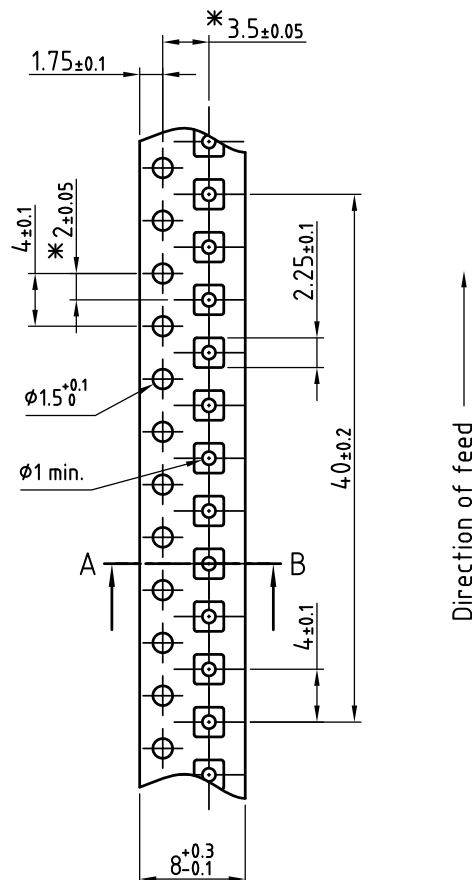 ※ 3.5±0.05
1.75±0.1
4±0.1
※ 2±0.05
2.25±0.1
φ1.5 +0.1 0
φ1 min.
40±0.2
A B
4±0.1
Direction of feed
8 +0.3 -0.1